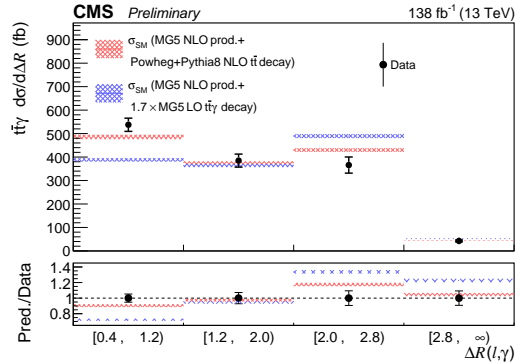 CMS Preliminary 138 fb⁻¹ (13 TeV)
tt̄γ dσ/dΔR (fb)
900
800
700
600
500
400
300
200
100
0
σSM (MG5 NLO prod.+
Powheg+Pythia8 NLO tt̄ decay)
σSM (MG5 NLO prod.+
1.7×MG5 LO tt̄γ decay)
Data
Pred./Data
1.4
1.2
1
0.8
[0.4, 1.2) [1.2, 2.0) [2.0, 2.8) [2.8, ∞)
ΔR(l,γ)